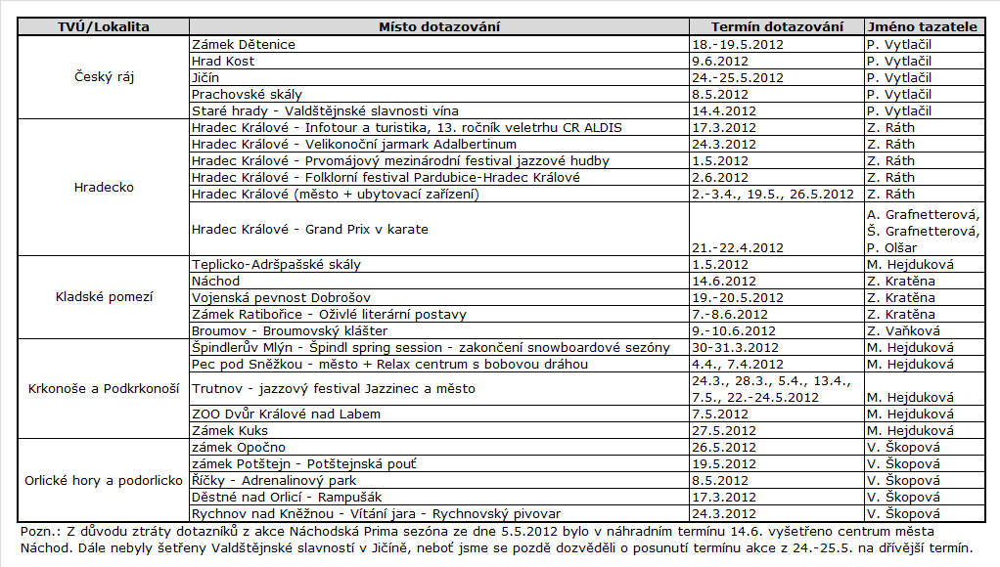 TVÚ/Lokalita Místo dotazování Termín dotazování Jméno tazatele
Český ráj
Zámek Dětenice 18.-19.5.2012 P. Vytlačil
Hrad Kost 9.6.2012 P. Vytlačil
Jičín 24.-25.5.2012 P. Vytlačil
Prachovské skály 8.5.2012 P. Vytlačil
Staré hrady - Valdštějnské slavnosti vína 14.4.2012 P. Vytlačil
Hradecko
Hradec Králové - Infotour a turistika, 13. ročník veletrhu CR ALDIS 17.3.2012 Z. Ráth
Hradec Králové - Velikonoční jarmark Adalbertinum 24.3.2012 Z. Ráth
Hradec Králové - Prvomájový mezinárodní festival jazzové hudby 1.5.2012 Z. Ráth
Hradec Králové - Folklorní festival Pardubice-Hradec Králové 2.6.2012 Z. Ráth
Hradec Králové (město + ubytovací zařízení) 2.-3.4., 19.5., 26.5.2012 Z. Ráth
Hradec Králové - Grand Prix v karate 21.-22.4.2012 A. Grafnetterová,
Š. Grafnetterová,
P. Olšar
Kladské pomezí
Teplicko-Adršpašské skály 1.5.2012 M. Hejduková
Náchod 14.6.2012 Z. Kratěna
Vojenská pevnost Dobrošov 19.-20.5.2012 Z. Kratěna
Zámek Ratibořice - Oživlé literární postavy 7.-8.6.2012 Z. Kratěna
Broumov - Broumovský klášter 9.-10.6.2012 Z. Vaňková
Krkonoše a Podkrkonoší
Špindlerův Mlýn - Špindl spring session - zakončení snowboardové sezóny 30-31.3.2012 M. Hejduková
Pec pod Sněžkou - město + Relax centrum s bobovou dráhou 4.4., 7.4.2012 M. Hejduková
Trutnov - jazzový festival Jazzinec a město 24.3., 28.3., 5.4., 13.4.,
7.5., 22.-24.5.2012 M. Hejduková
ZOO Dvůr Králové nad Labem 7.5.2012 M. Hejduková
Zámek Kuks 27.5.2012 M. Hejduková
Orlické hory a podorlicko
zámek Opočno 26.5.2012 V. Škopová
zámek Potštejn - Potštejnská pouť 19.5.2012 V. Škopová
Říčky - Adrenalinový park 8.5.2012 V. Škopová
Děstné nad Orlicí - Rampušák 17.3.2012 V. Škopová
Rychnov nad Kněžnou - Vítání jara - Rychnovský pivovar 24.3.2012 V. Škopová
Pozn.: Z důvodu ztráty dotazníků z akce Náchodská Prima sezóna ze dne 5.5.2012 bylo v náhradním termínu 14.6. vyšetřeno centrum města
Náchod. Dále nebyly šetřeny Valdštějnské slavností v Jičíně, neboť jsme se pozdě dozvěděli o posunutí termínu akce z 24.-25.5. na dřívější termín.